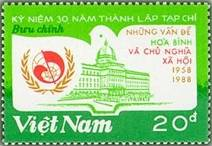 KỶ NIỆM 30 NĂM THÀNH LẬP TẠP CHÍ
Bưu chính
NHỮNG VẤN ĐỀ
HOÀ BÌNH
VÀ CHỦ NGHĨA
XÃ HỘI
1958
1988
Việt Nam
20đ